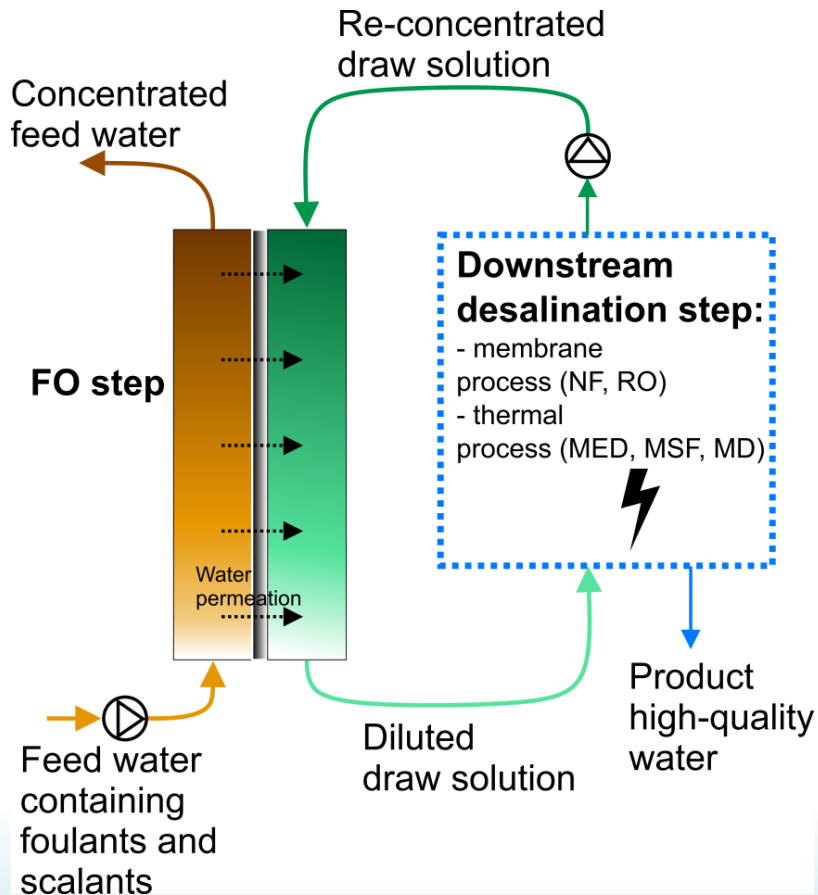 Re-concentrated
draw solution
Concentrated
feed water
Downstream
desalination step:
- membrane
process (NF, RO)
- thermal
process (MED, MSF, MD)
FO step
Water
permeation
Product
high-quality
water
Diluted
draw solution
Feed water
containing
foulants and
scalants